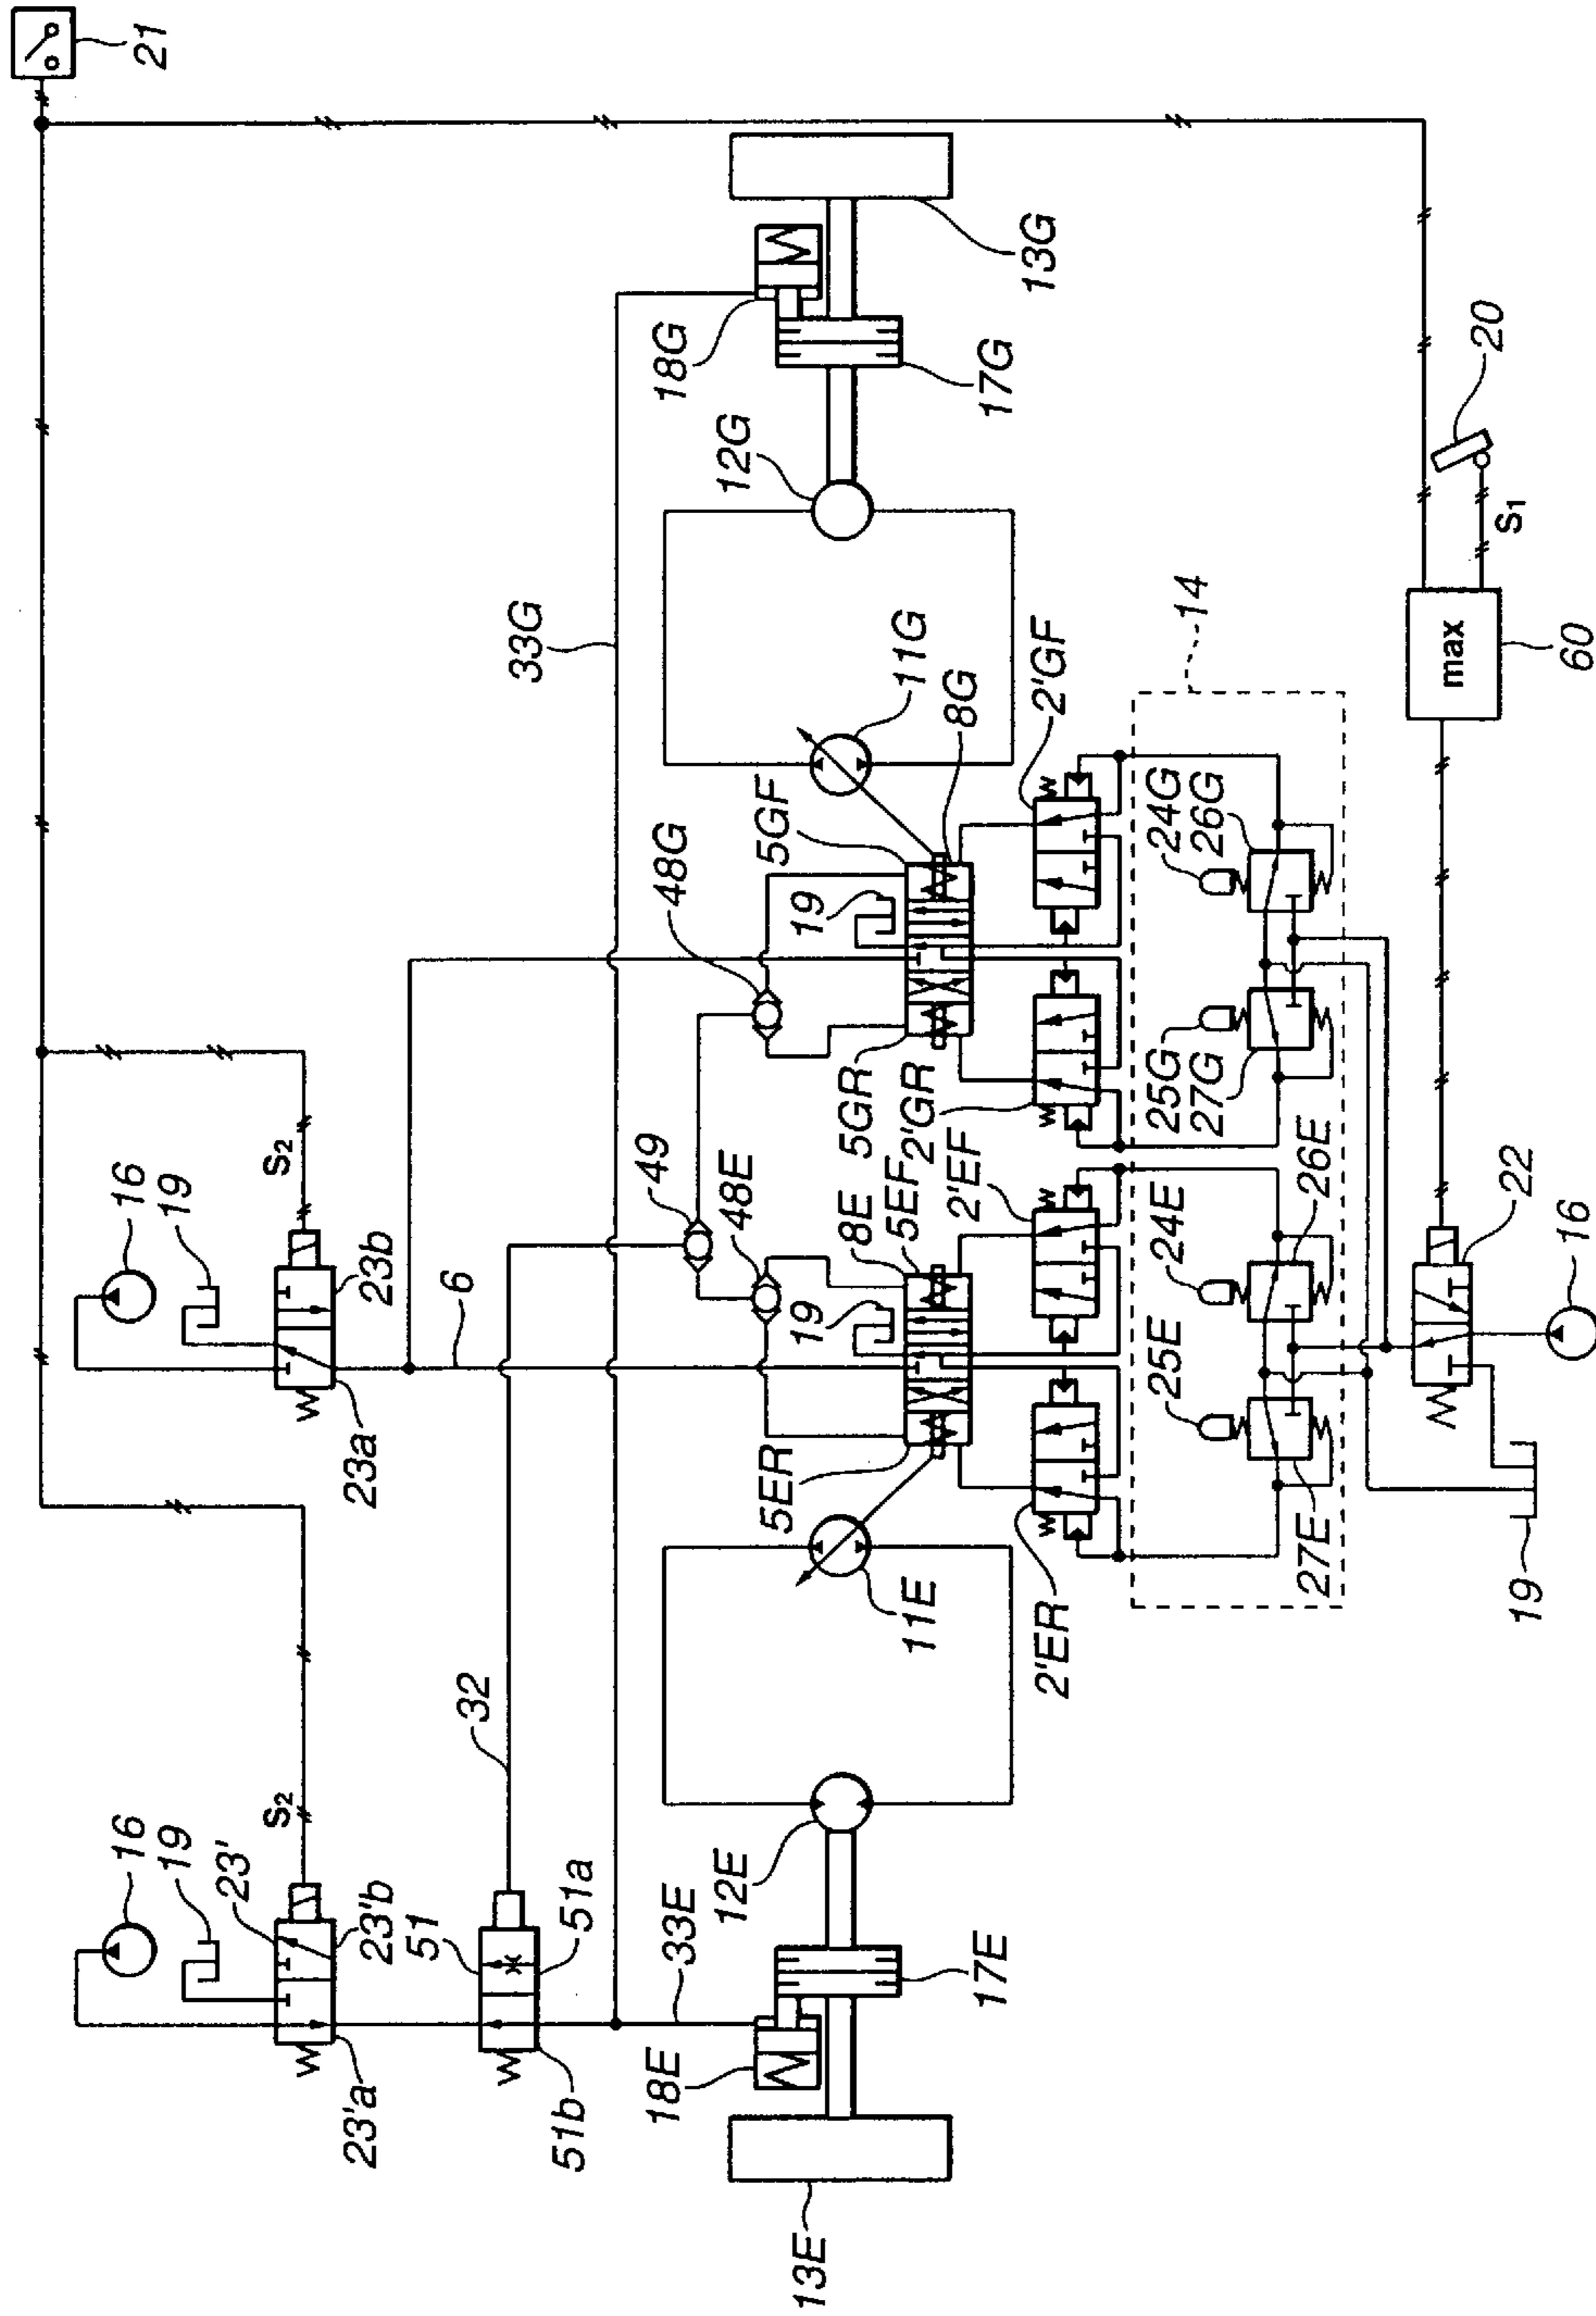 21
16
19
S₂
23b
23a
6
16
19
23'
S₂
23'b
23'a
51
51a
51b
32
33E
33G
49
48E
48G
18G
13G
17G
12G
11G
8G
5GF
19
5GR
2'GF
2'GR
8E
5EF
2'EF
19
5ER
11E
2'ER
12E
17E
18E
13E
14
24G
26G
25G
27G
26E
24E
25E
27E
20
S₁
max
60
22
16
19